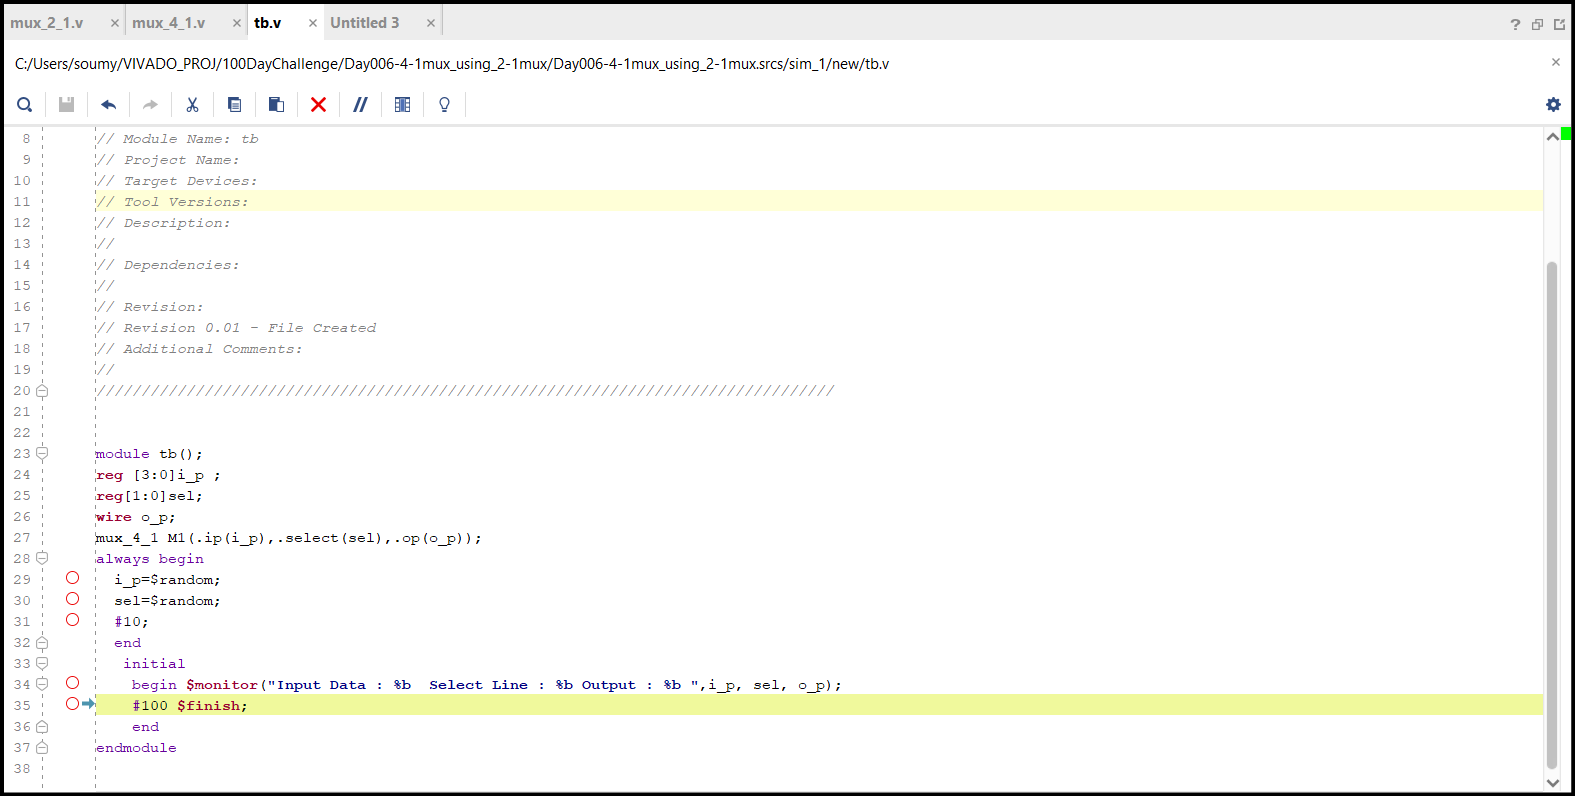 mux_2_1.v × mux_4_1.v × tb.v × Untitled 3 ×
?
C:/Users/soumy/VIVADO_PROJ/100DayChallenge/Day006-4-1mux_using_2-1mux/Day006-4-1mux_using_2-1mux.srcs/sim_1/new/tb.v ×
8 // Module Name: tb
9 // Project Name:
10 // Target Devices:
11 // Tool Versions:
12 // Description:
13 //
14 // Dependencies:
15 //
16 // Revision:
17 // Revision 0.01 - File Created
18 // Additional Comments:
19 //
20 //////////////////////////////////////////////////////////////////////////////////
21
22
23 module tb();
24 reg [3:0]i_p ;
25 reg[1:0]sel;
26 wire o_p;
27 mux_4_1 M1(.ip(i_p),.select(sel),.op(o_p));
28 always begin
29 i_p=$random;
30 sel=$random;
31 #10;
32 end
33 initial
34 begin $monitor("Input Data : %b  Select Line : %b Output : %b ",i_p, sel, o_p);
35 #100 $finish;
36 end
37 endmodule
38